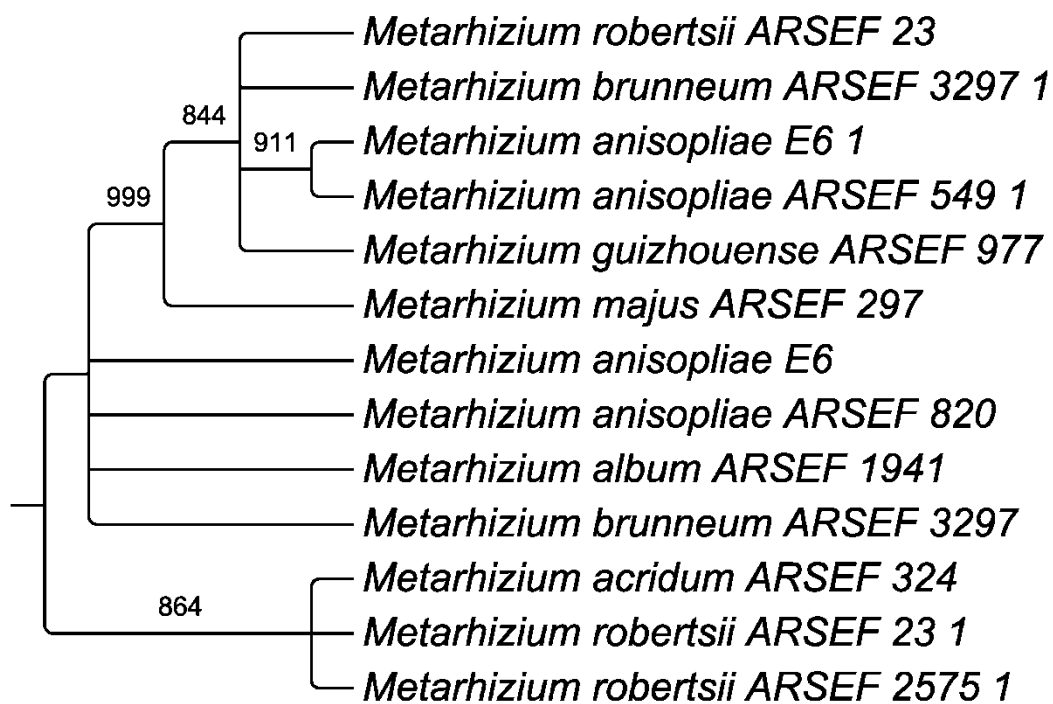 Metarhizium robertsii ARSEF 23
Metarhizium brunneum ARSEF 3297 1
844
911
Metarhizium anisopliae E6 1
Metarhizium anisopliae ARSEF 549 1
999
Metarhizium guizhouense ARSEF 977
Metarhizium majus ARSEF 297
Metarhizium anisopliae E6
Metarhizium anisopliae ARSEF 820
Metarhizium album ARSEF 1941
Metarhizium brunneum ARSEF 3297
Metarhizium acridum ARSEF 324
864
Metarhizium robertsii ARSEF 23 1
Metarhizium robertsii ARSEF 2575 1